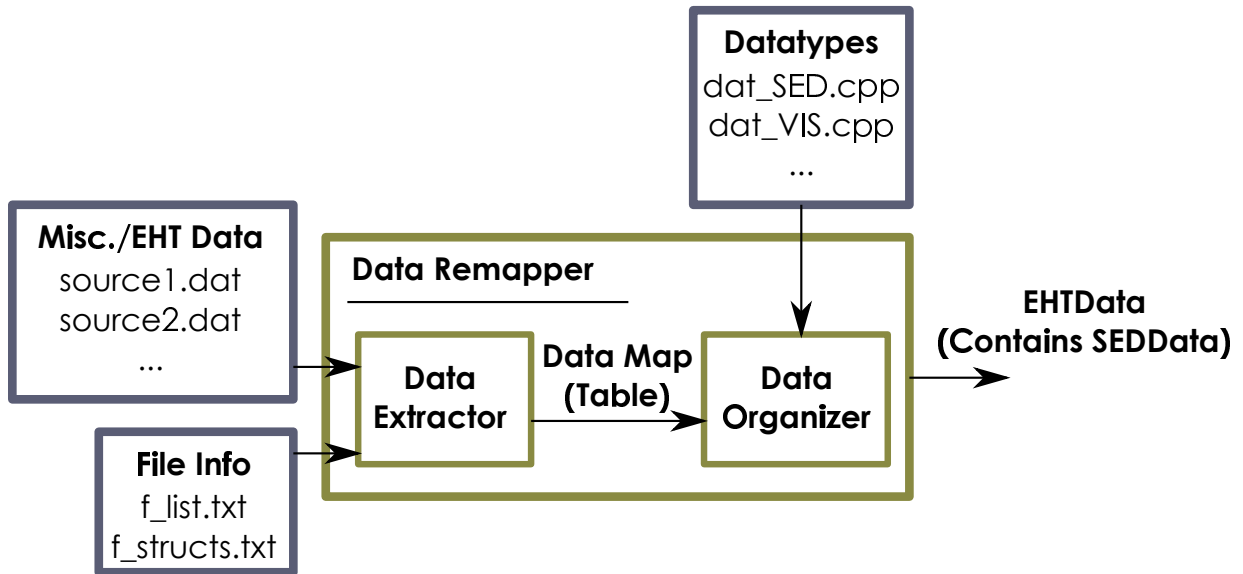 Datatypes
dat_SED.cpp
dat_VIS.cpp
...
Misc./EHT Data
source1.dat
source2.dat
...
File Info
f_list.txt
f_structs.txt
Data Remapper
Data
Extractor
Data Map
(Table)
Data
Organizer
EHTData
(Contains SEDData)